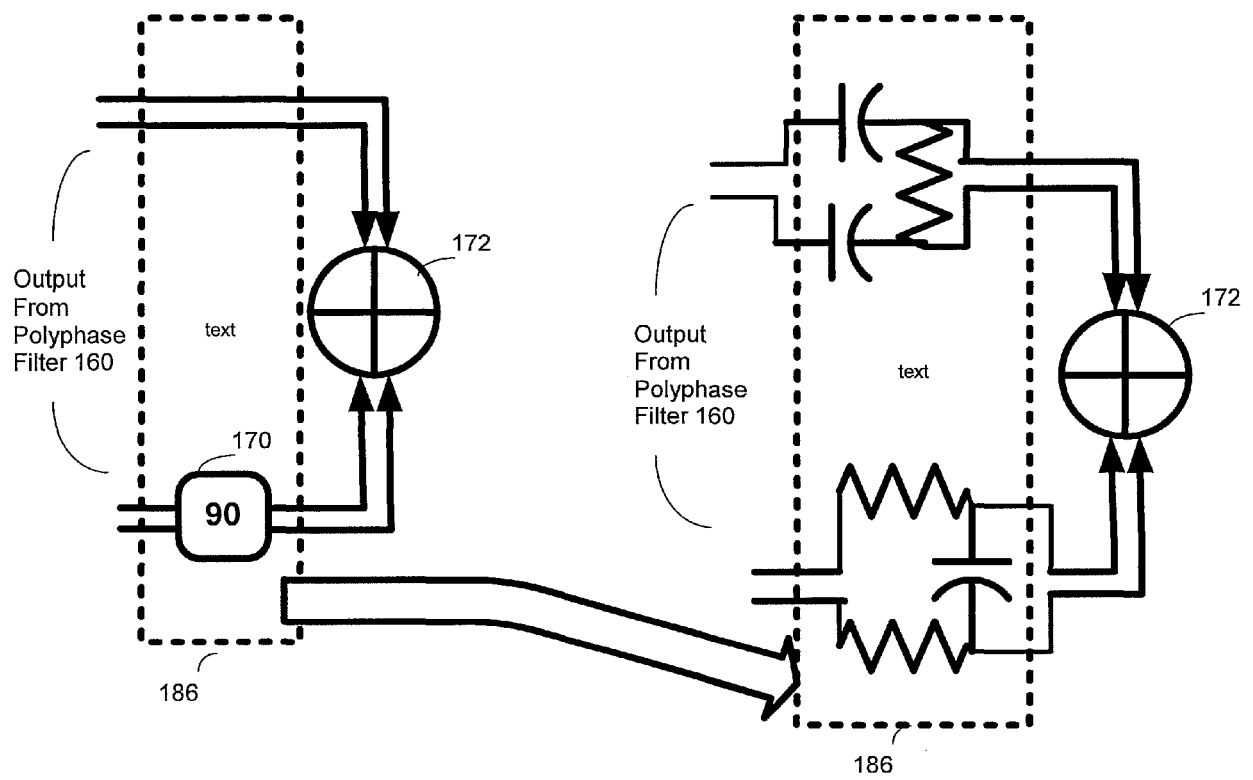 172
Output
From
Polyphase
Filter 160
text
170
90
186
Output
From
Polyphase
Filter 160
text
172
186